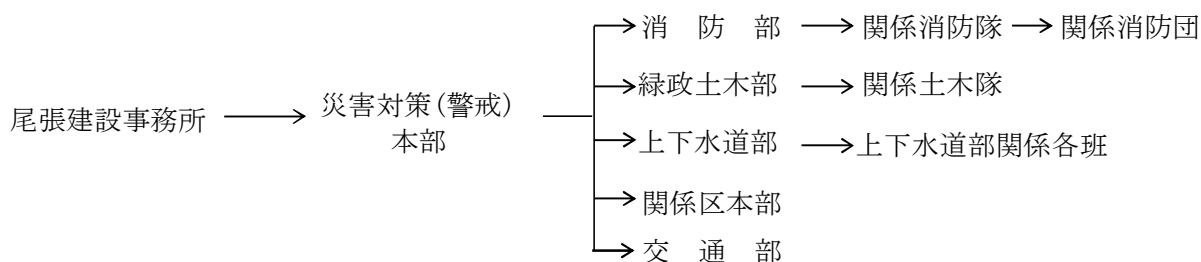 消　防　部 → 関係消防隊 → 関係消防団
緑政土木部 → 関係土木隊
尾張建設事務所 → 災害対策(警戒)本部
上下水道部 → 上下水道部関係各班
関係区本部
交　通　部